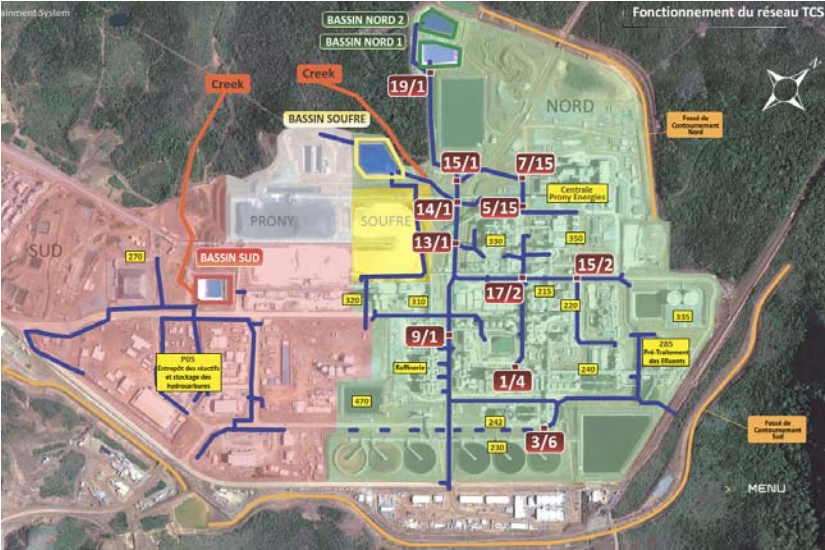 ainment System
Fonctionnement du réseau TCS
BASSIN NORD 2
BASSIN NORD 1
Creek
Creek
19/1
NORD
N
Fossé de
Contournement
Nord
BASSIN SOUFRE
15/1
7/15
Centrale
Prony Energies
14/1
5/15
PRONY
SOUFRE
13/1
330
350
SUD
270
BASSIN SUD
17/2
15/2
320
310
215
220
335
9/1
P05
Entrepôt des réactifs
et stockage des
hydrocarbures
Raffinerie
285
Pré-Traitement
des Effluents
1/4
240
470
242
3/6
230
Fossé de
Contournement
Sud
> MENU